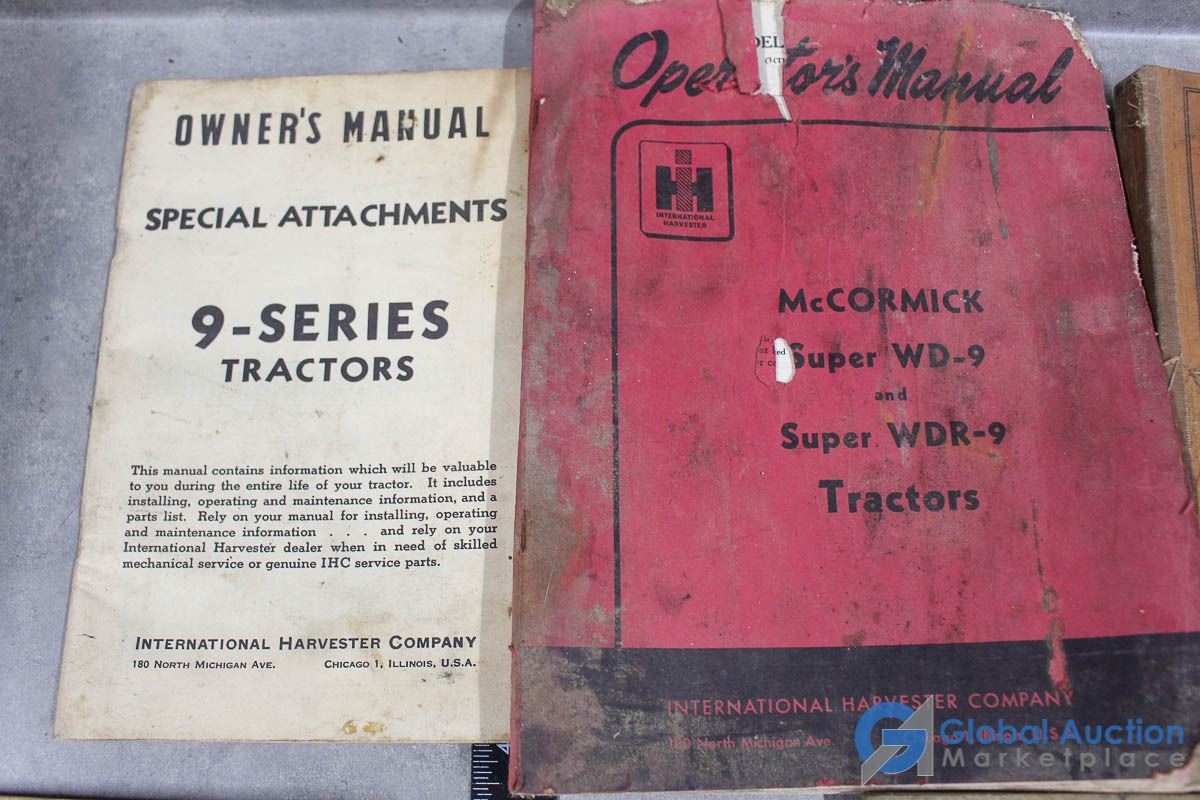 OWNER'S MANUAL
SPECIAL ATTACHMENTS
9-SERIES
TRACTORS
This manual contains information which will be valuable
to you during the entire life of your tractor. It includes
installing, operating and maintenance information, and a
parts list. Rely on your manual for installing, operating
and maintenance information . . . and rely on your
International Harvester dealer when in need of skilled
mechanical service or genuine IHC service parts.
INTERNATIONAL HARVESTER COMPANY
180 NORTH MICHIGAN AVE. CHICAGO 1, ILLINOIS, U.S.A.
Operator's Manual
IH
INTERNATIONAL
HARVESTER
McCORMICK
Super WD-9
and
Super WDR-9
Tractors
INTERNATIONAL HARVESTER COMPANY
180 North Michigan Ave.
Global Auction
Marketplace